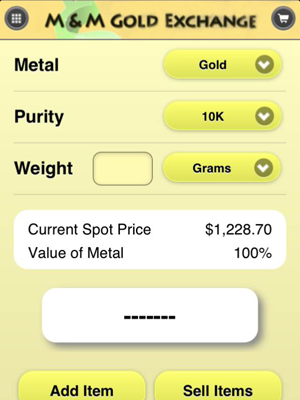 M & M GOLD EXCHANGE
Metal Gold
Purity 10K
Weight Grams
Current Spot Price $1,228.70
Value of Metal 100%
-------
Add Item Sell Items